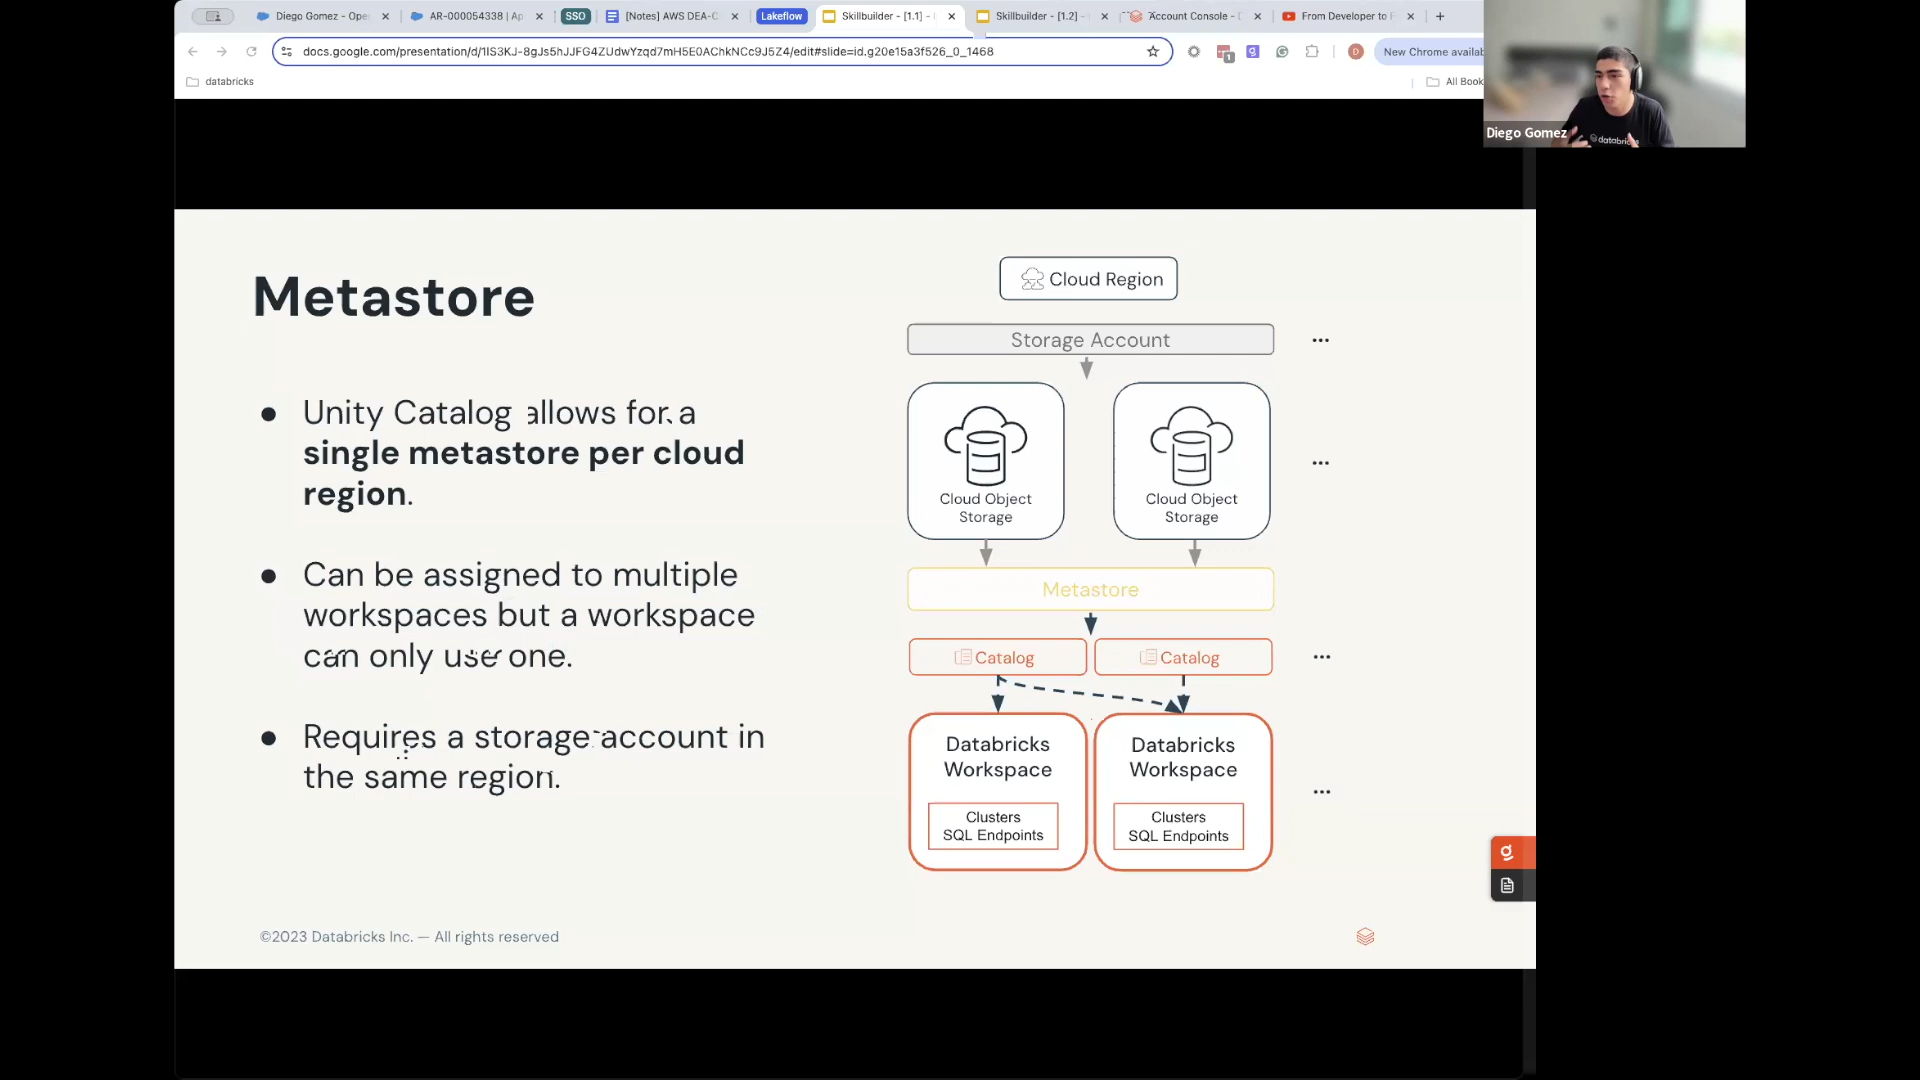 Diego Gomez - Ope
AR-000054338 | Ap
SSO
[Notes] AWS DEA-C
Lakeflow
Skillbuilder - [1.1] -
Skillbuilder - [1.2] -
Account Console - D
From Developer to F
docs.google.com/presentation/d/1IS3KJ-8gJs5hJJFG4ZUdwYzqd7mH5E0AChkNCc9J5Z4/edit#slide=id.g20e15a3f526_0_1468
1
D
New Chrome availab
databricks
All Book
Diego Gomez
databricks
Metastore
● Unity Catalog allows for a
single metastore per cloud
region.
● Can be assigned to multiple
workspaces but a workspace
can only use one.
● Requires a storage account in
the same region.
Cloud Region
Storage Account
...
Cloud Object
Storage
Cloud Object
Storage
...
Metastore
Catalog
Catalog
...
Databricks
Workspace
Clusters
SQL Endpoints
Databricks
Workspace
Clusters
SQL Endpoints
...
g
©2023 Databricks Inc. — All rights reserved